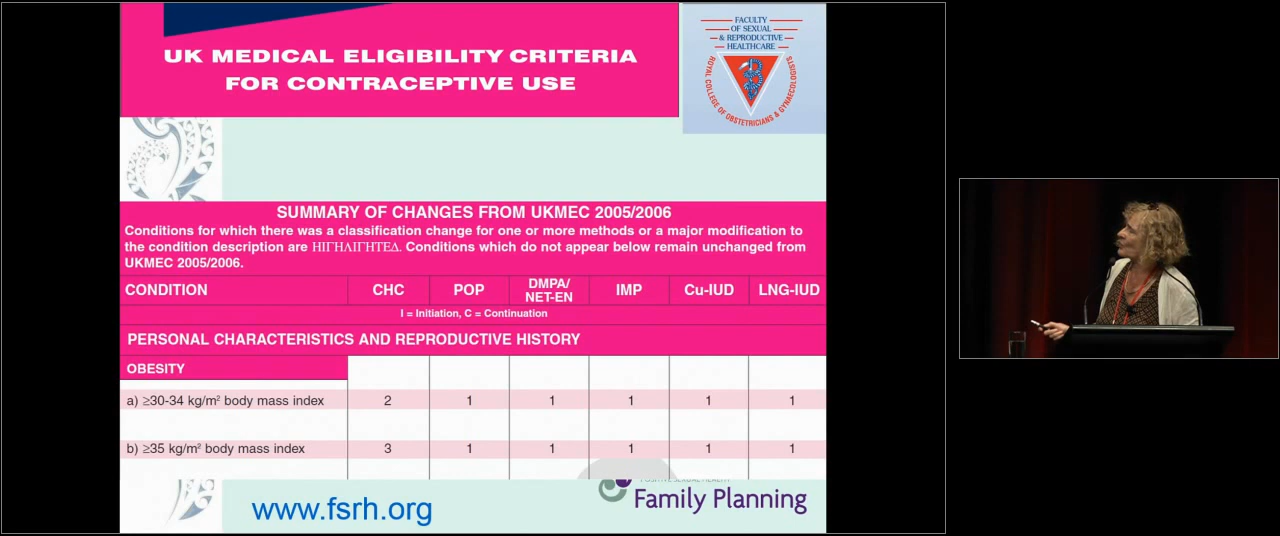 UK MEDICAL ELIGIBILITY CRITERIA
FOR CONTRACEPTIVE USE
FACULTY
OF SEXUAL
& REPRODUCTIVE
HEALTHCARE
ROYAL COLLEGE OF OBSTETRICIANS & GYNAECOLOGISTS
SUMMARY OF CHANGES FROM UKMEC 2005/2006
Conditions for which there was a classification change for one or more methods or a major modification to
the condition description are ΗΙΓΗΛΙΓΗΤΕΔ. Conditions which do not appear below remain unchanged from
UKMEC 2005/2006.
CONDITION CHC POP DMPA/ NET-EN IMP Cu-IUD LNG-IUD
I = Initiation, C = Continuation
PERSONAL CHARACTERISTICS AND REPRODUCTIVE HISTORY
OBESITY
a) ≥30-34 kg/m² body mass index 2 1 1 1 1 1
b) ≥35 kg/m² body mass index 3 1 1 1 1 1
www.fsrh.org
POSITIVE SEXUAL HEALTH
Family Planning